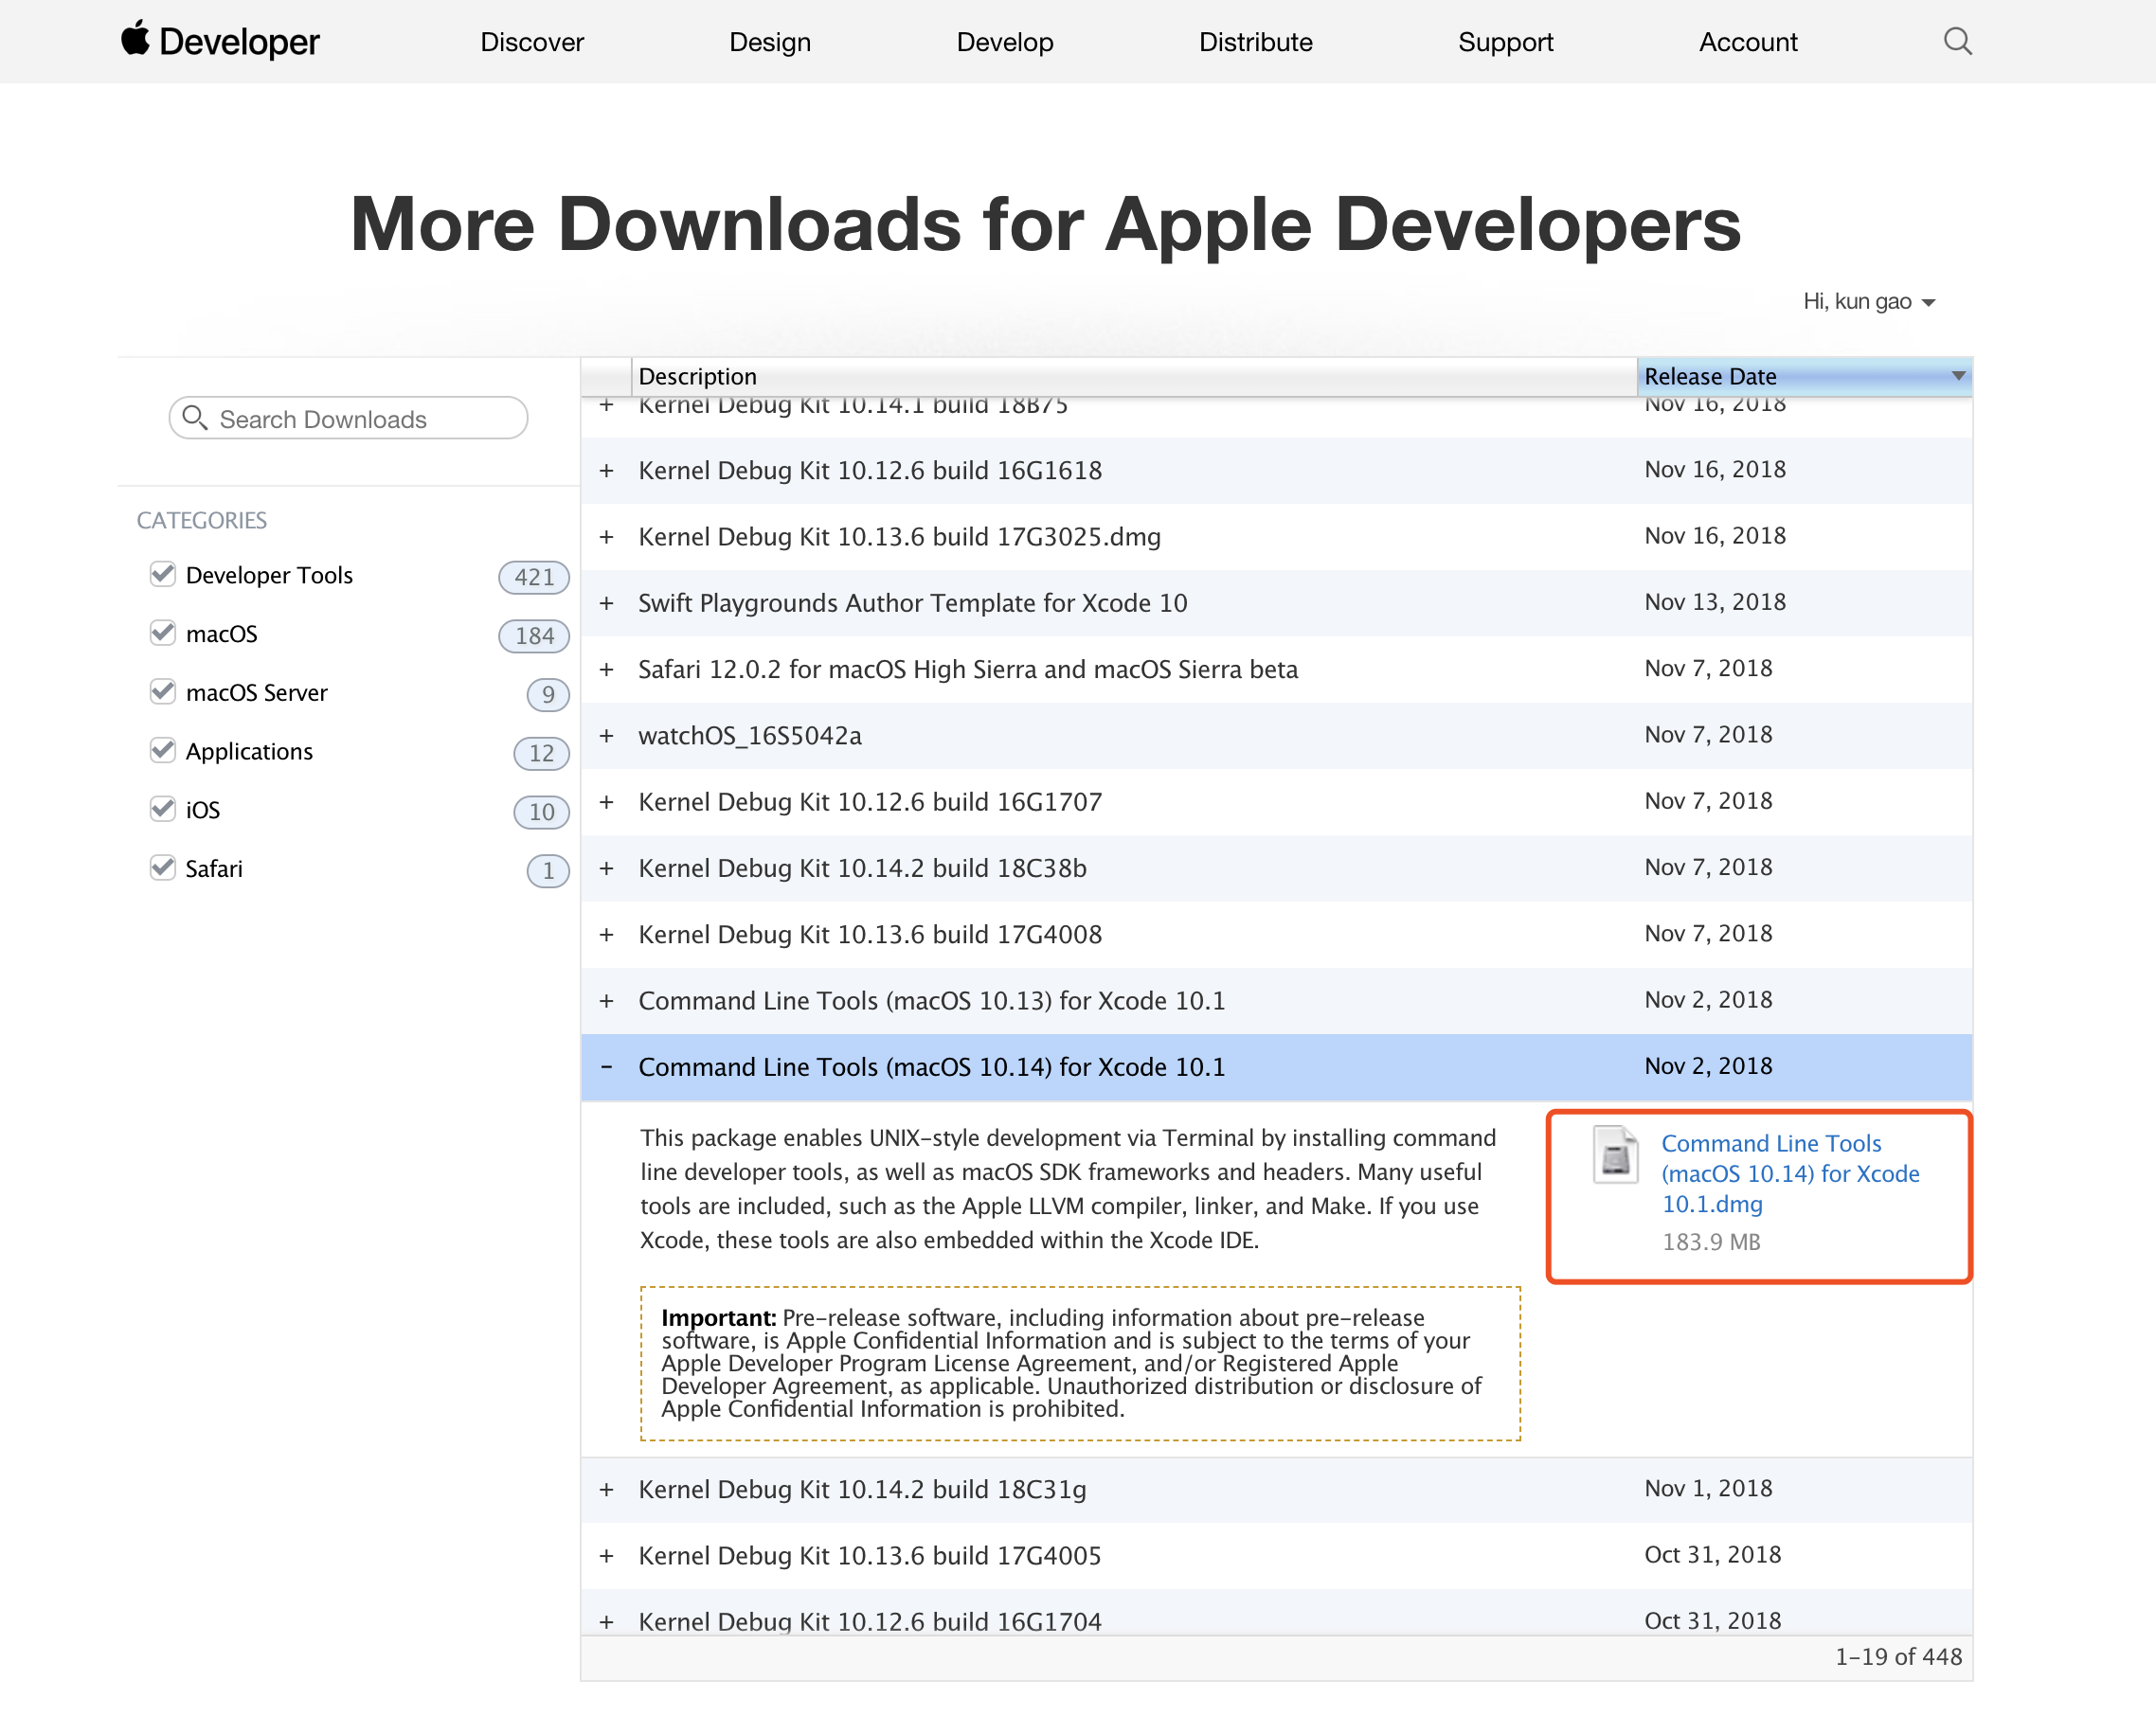 Developer Discover Design Develop Distribute Support Account
More Downloads for Apple Developers
Hi, kun gao
Search Downloads
CATEGORIES
Developer Tools 421
macOS 184
macOS Server 9
Applications 12
iOS 10
Safari 1
Description Release Date
+ Kernel Debug Kit 10.14.1 build 18B75 Nov 16, 2018
+ Kernel Debug Kit 10.12.6 build 16G1618 Nov 16, 2018
+ Kernel Debug Kit 10.13.6 build 17G3025.dmg Nov 16, 2018
+ Swift Playgrounds Author Template for Xcode 10 Nov 13, 2018
+ Safari 12.0.2 for macOS High Sierra and macOS Sierra beta Nov 7, 2018
+ watchOS_16S5042a Nov 7, 2018
+ Kernel Debug Kit 10.12.6 build 16G1707 Nov 7, 2018
+ Kernel Debug Kit 10.14.2 build 18C38b Nov 7, 2018
+ Kernel Debug Kit 10.13.6 build 17G4008 Nov 7, 2018
+ Command Line Tools (macOS 10.13) for Xcode 10.1 Nov 2, 2018
− Command Line Tools (macOS 10.14) for Xcode 10.1 Nov 2, 2018
This package enables UNIX-style development via Terminal by installing command
line developer tools, as well as macOS SDK frameworks and headers. Many useful
tools are included, such as the Apple LLVM compiler, linker, and Make. If you use
Xcode, these tools are also embedded within the Xcode IDE.
Important: Pre-release software, including information about pre-release
software, is Apple Confidential Information and is subject to the terms of your
Apple Developer Program License Agreement, and/or Registered Apple
Developer Agreement, as applicable. Unauthorized distribution or disclosure of
Apple Confidential Information is prohibited.
Command Line Tools
(macOS 10.14) for Xcode
10.1.dmg
183.9 MB
+ Kernel Debug Kit 10.14.2 build 18C31g Nov 1, 2018
+ Kernel Debug Kit 10.13.6 build 17G4005 Oct 31, 2018
+ Kernel Debug Kit 10.12.6 build 16G1704 Oct 31, 2018
1–19 of 448